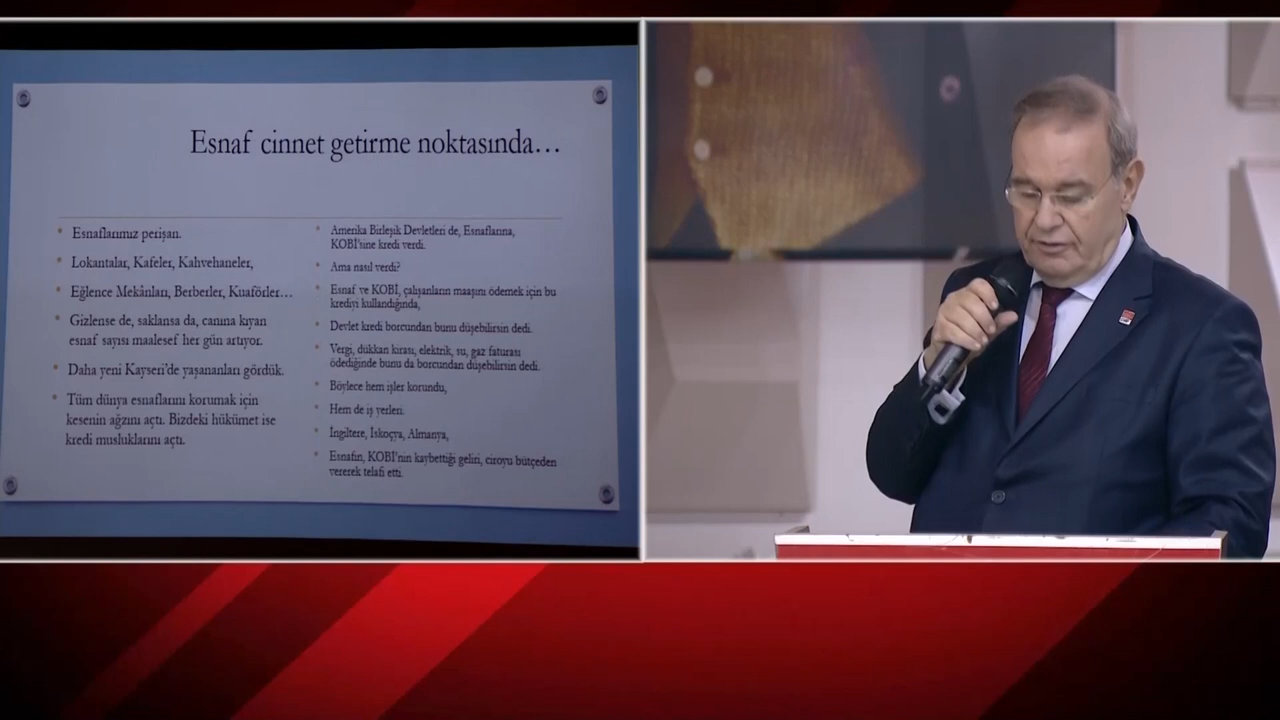 Esnaf cinnet getirme noktasında…
Esnaflarımız perişan.
Lokantalar, Kafeler, Kahvehaneler,
Eğlence Mekânları, Berberler, Kuaförler…
Gizlense de, saklansa da, canına kıyan
esnaf sayısı maalesef her gün artıyor.
Daha yeni Kayseri'de yaşananları gördük.
Tüm dünya esnaflarını korumak için
kesenin ağzını açtı. Bizdeki hükümet ise
kredi musluklarını açtı.
Amerika Birleşik Devletleri de, Esnaflarına,
KOBİ'sine kredi verdi.
Ama nasıl verdi?
Esnaf ve KOBİ, çalışanların maaşını ödemek için bu
krediyi kullandığında,
Devlet kredi borcundan bunu düşebilirsin dedi.
Vergi, dükkan kirası, elektrik, su, gaz faturası
ödediğinde bunu da borcundan düşebilirsin dedi.
Böylece hem işler korundu,
Hem de iş yerleri.
İngiltere, İskoçya, Almanya,
Esnafın, KOBİ'nin kaybettiği geliri, ciroyu bütçeden
vererek telafi etti.